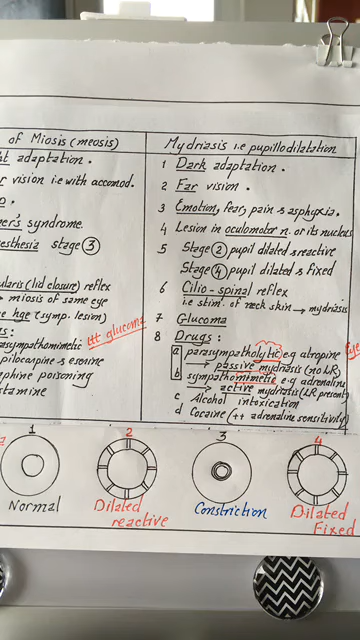 of Miosis (meosis)
ht adaptation.
r vision i.e with accomod.
ner's syndrome.
esthesia stage 3
ularis (lid closure) reflex
→ miosis of same eye
hge (symp. lesion)
ttt glucoma
s:
asympathomimetic
pilocarpine & eserine
phine poisoning
stamine
Mydriasis i.e pupillodilatation
1 Dark adaptation.
2 Far vision.
3 Emotion, fear, pain & asphyxia.
4 Lesion in oculomotor n. or its nucleus
5 Stage 2 pupil dilated & reactive
Stage 4 pupil dilated & fixed
6 Cilio-spinal reflex
i.e stim. of neck skin → mydriasis
7 Glucoma
8 Drugs:
a parasympatholytic e.g atropine
→ passive mydriasis (no LR)
b sympathomimetic e.g adrenaline
→ active mydriasis (LR present)
c Alcohol intoxication
d Cocaine (++ adrenaline sensitivity)
1 2 3 4
Normal Dilated reactive Constriction Dilated Fixed